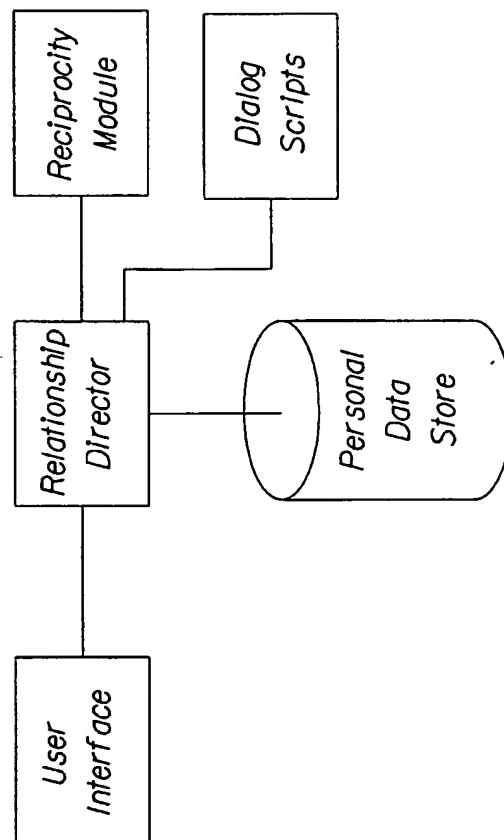 User
Interface
Relationship
Director
Reciprocity
Module
Dialog
Scripts
Personal
Data
Store